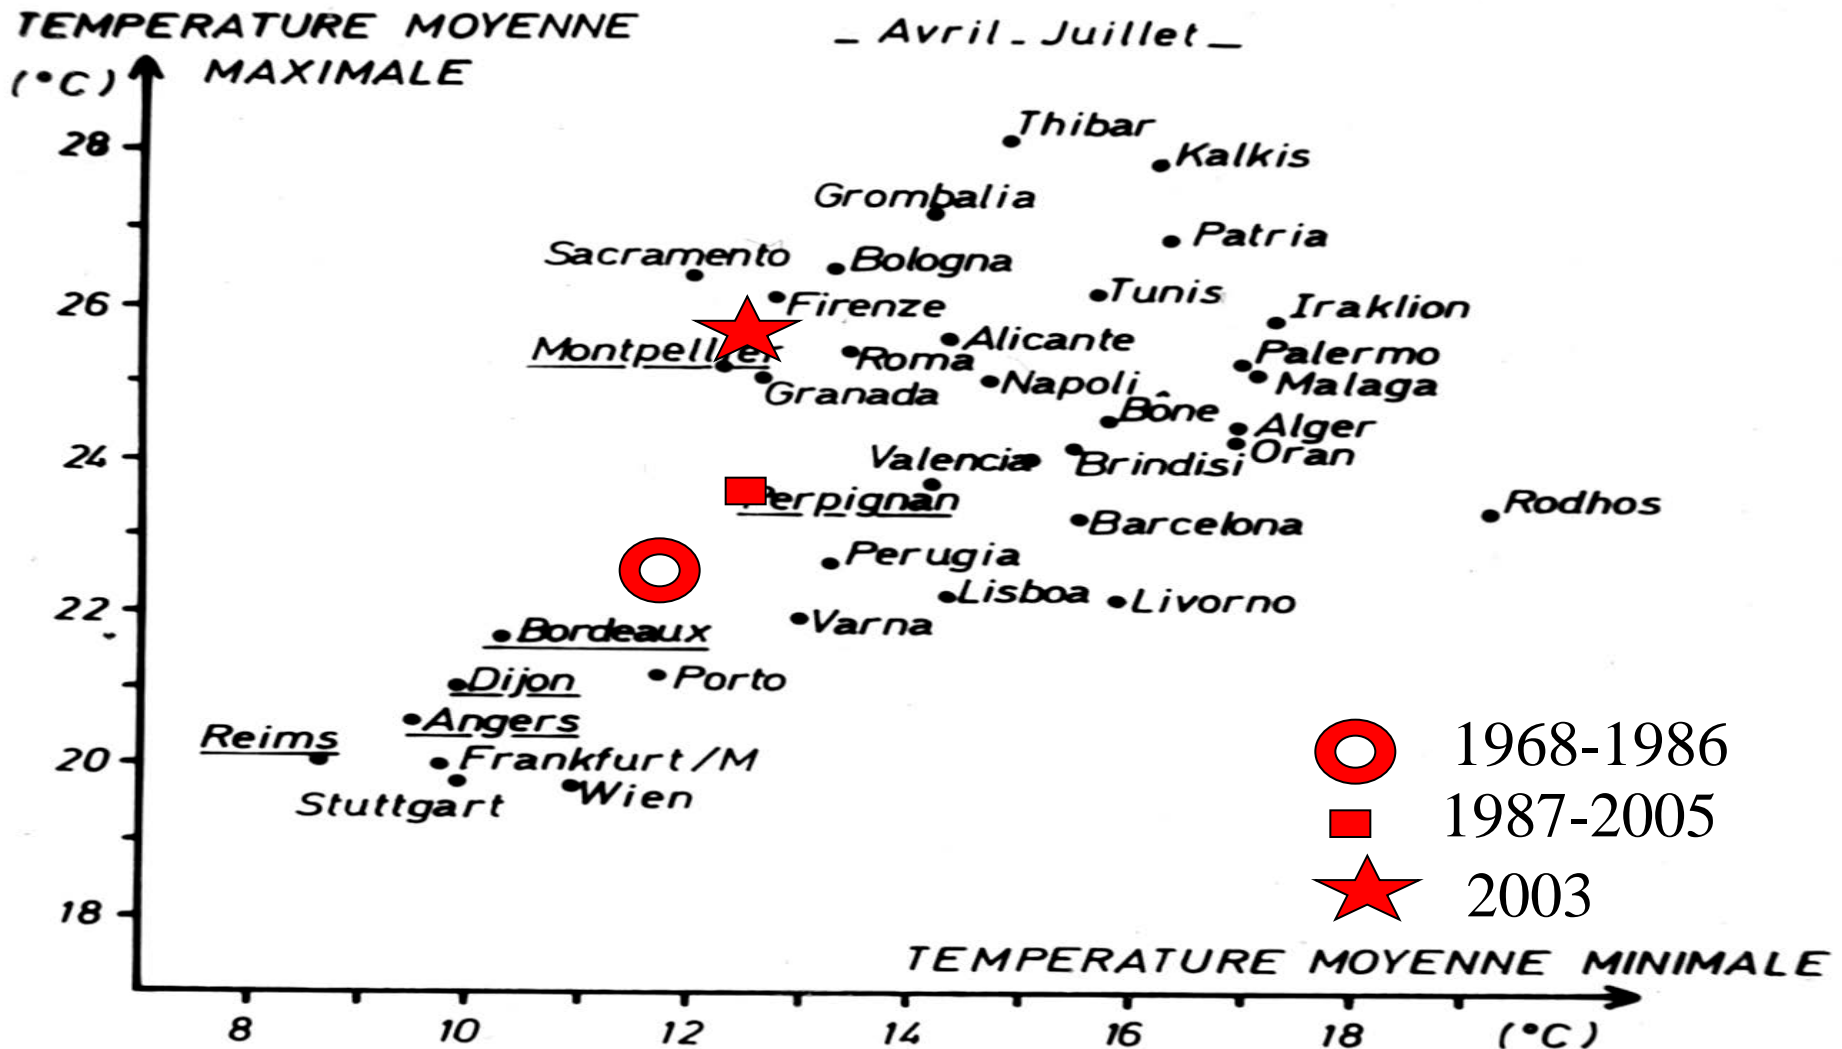 TEMPERATURE MOYENNE
- Avril - Juillet -
(°C) MAXIMALE
Thibar
28
Kalkis
Grombalia
Patria
Sacramento
Bologna
Tunis
26
Firenze
Iraklion
Alicante
Montpellier
Roma
Palermo
Napoli
Malaga
Granada
Bône
Alger
24
Valencia
Brindisi
Oran
Perpignan
Rodhos
Barcelona
Perugia
Lisboa
22
Livorno
Varna
Bordeaux
Dijon
Porto
Angers
Reims
1968-1986
20
Frankfurt/M
Wien
Stuttgart
1987-2005
2003
18
TEMPERATURE MOYENNE MINIMALE
8 10 12 14 16 18 (°C)